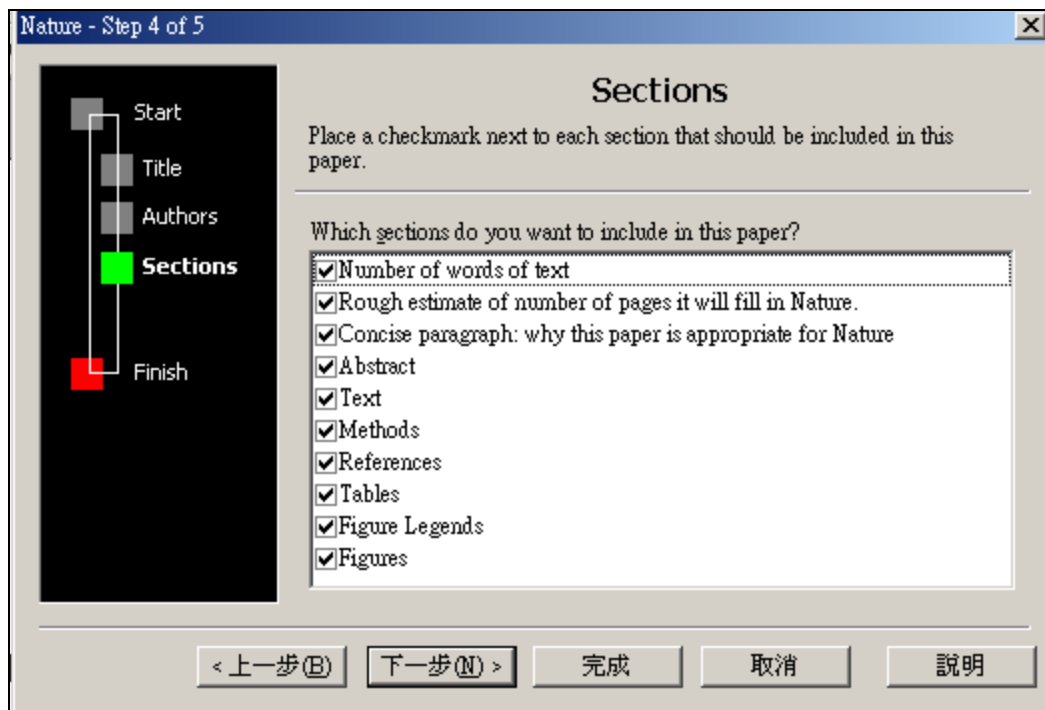 Nature - Step 4 of 5
Start
Title
Authors
Sections
Finish
Sections
Place a checkmark next to each section that should be included in this
paper.
Which sections do you want to include in this paper?
Number of words of text
Rough estimate of number of pages it will fill in Nature.
Concise paragraph: why this paper is appropriate for Nature
Abstract
Text
Methods
References
Tables
Figure Legends
Figures
< 上一步(B) 下一步(N) > 完成 取消 說明